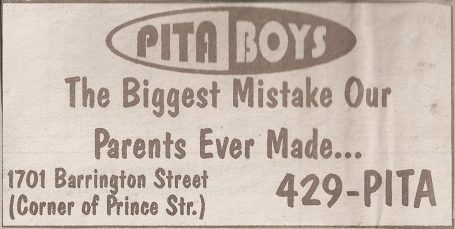 PITA BOYS
The Biggest Mistake Our
Parents Ever Made...
1701 Barrington Street
(Corner of Prince Str.)
429-PITA